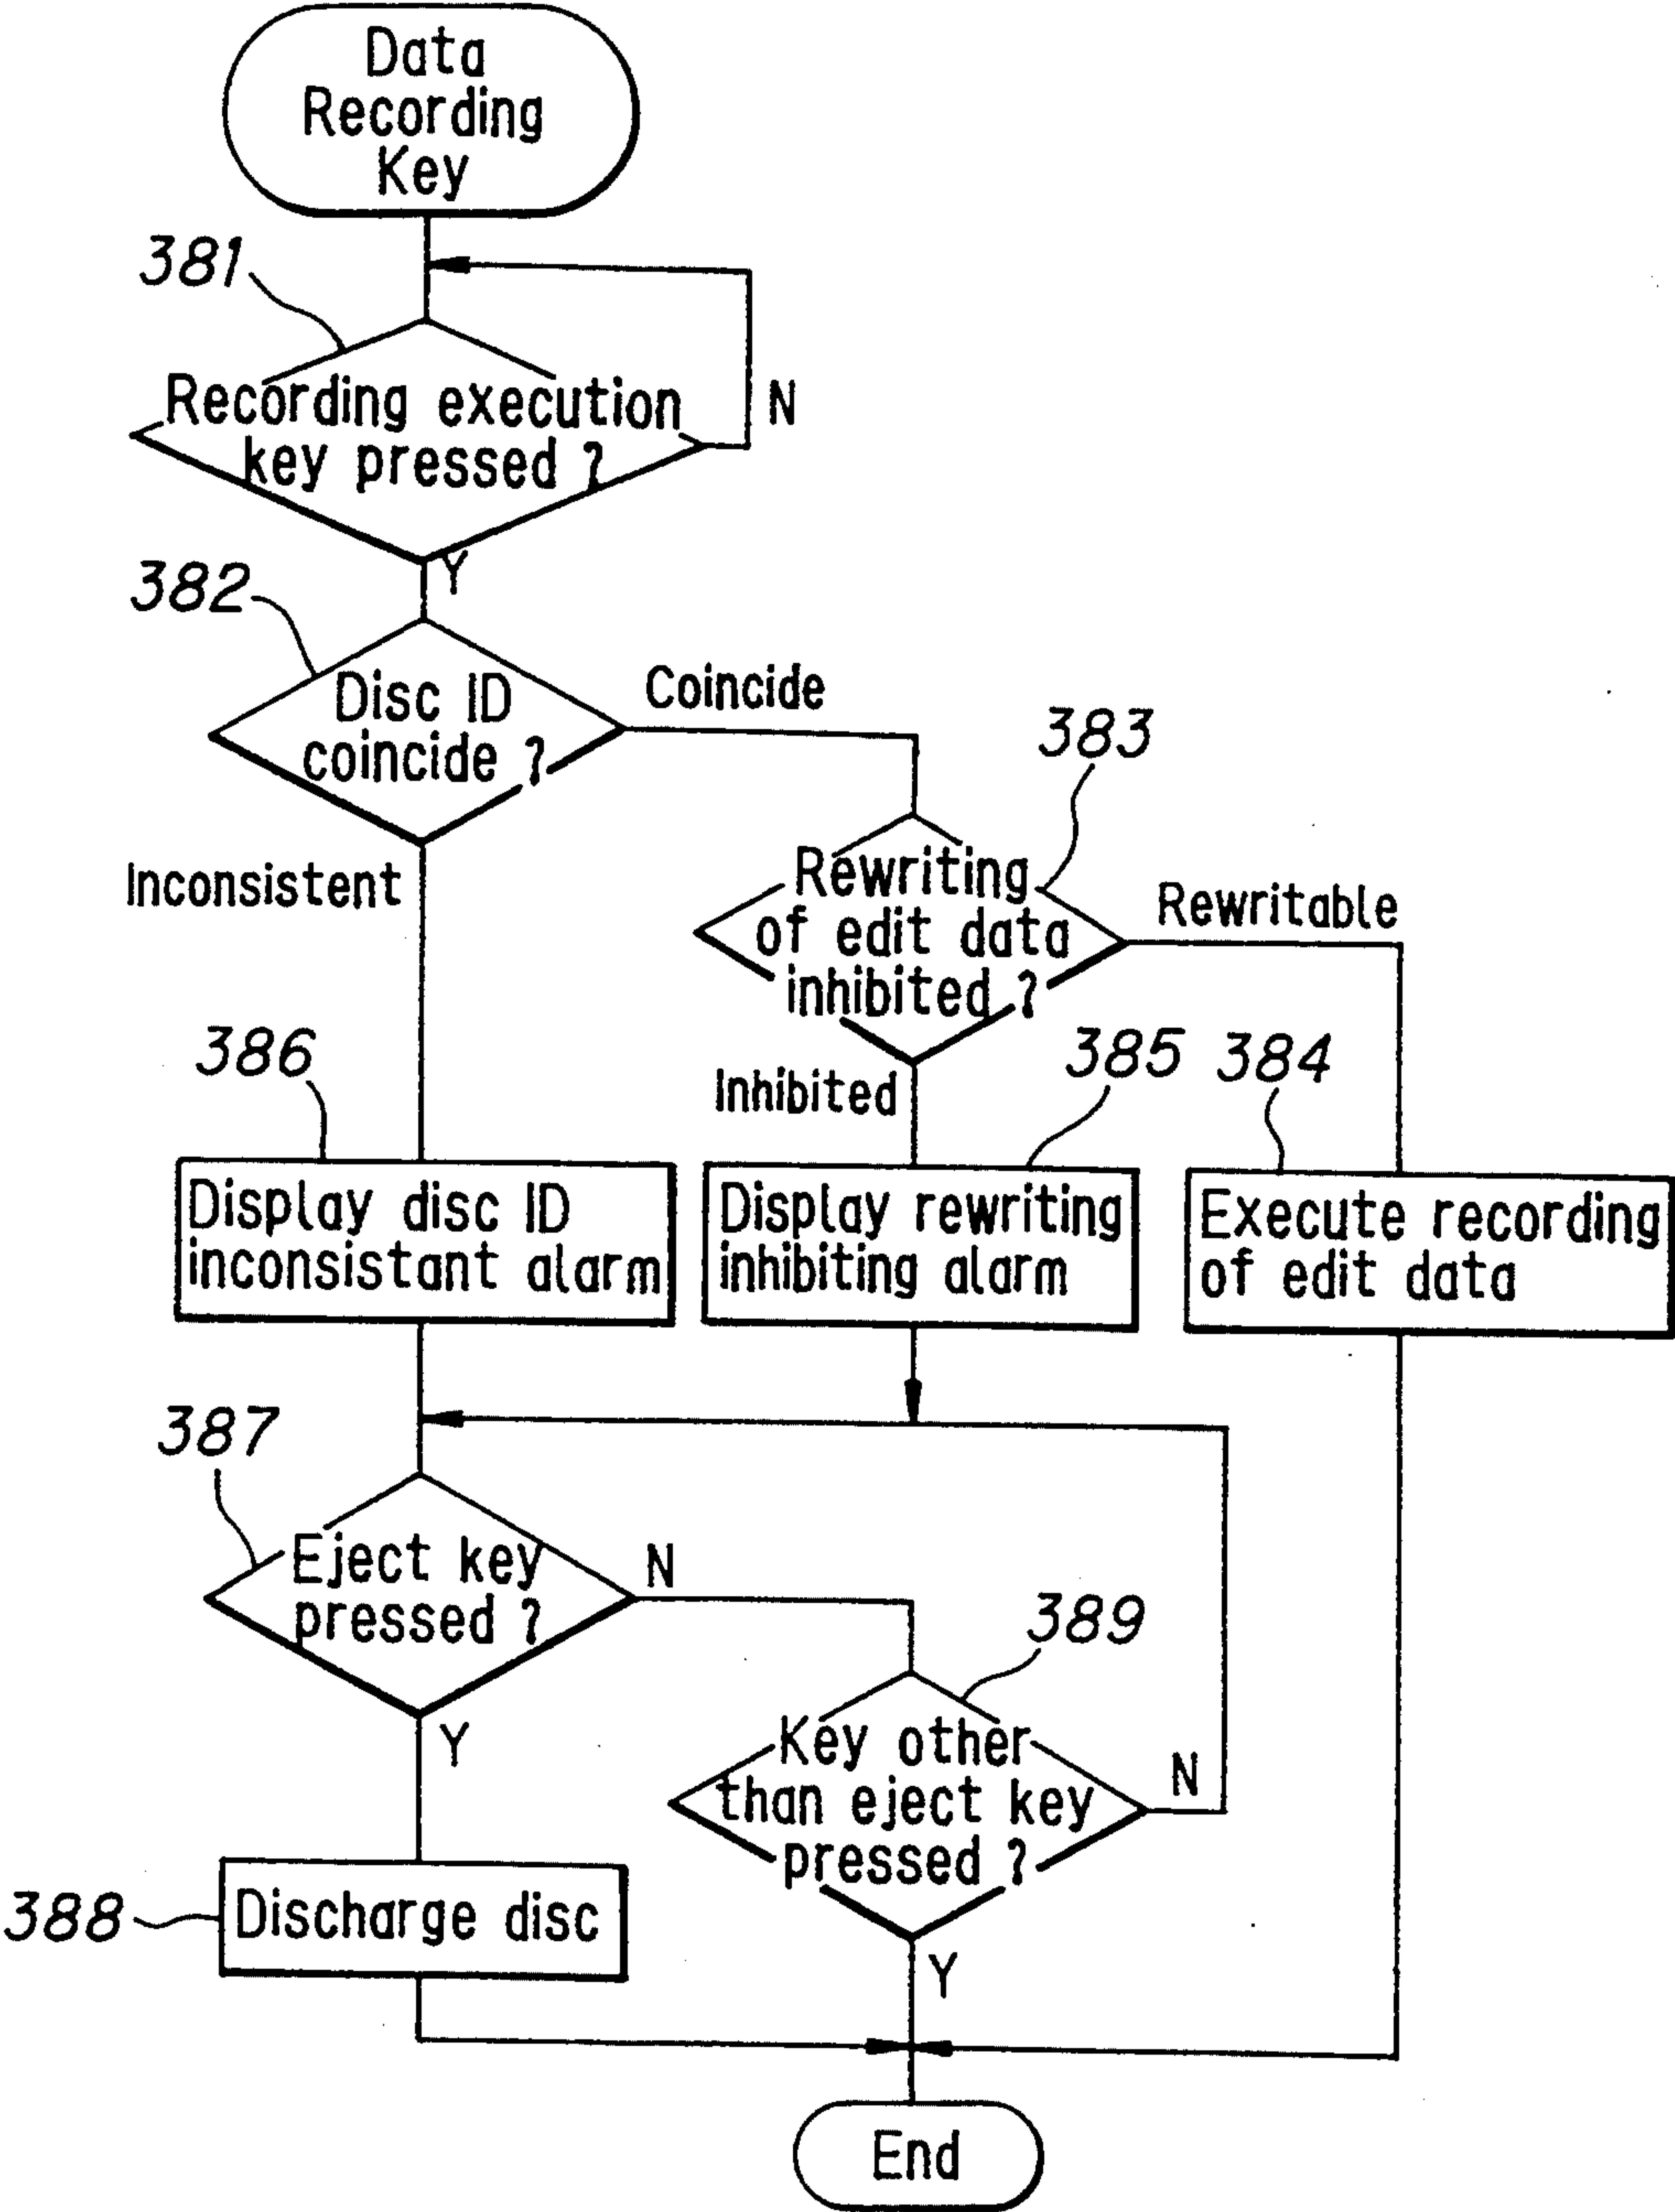 Data
Recording
Key
381
Recording execution
key pressed ?
N
Y
382
Disc ID
coincide ?
Coincide
Inconsistent
383
Rewriting
of edit data
inhibited ?
Rewritable
Inhibited
386
385
384
Display disc ID
inconsistant alarm
Display rewriting
inhibiting alarm
Execute recording
of edit data
387
Eject key
pressed ?
N
Y
389
Key other
than eject key
pressed ?
N
Y
388
Discharge disc
End